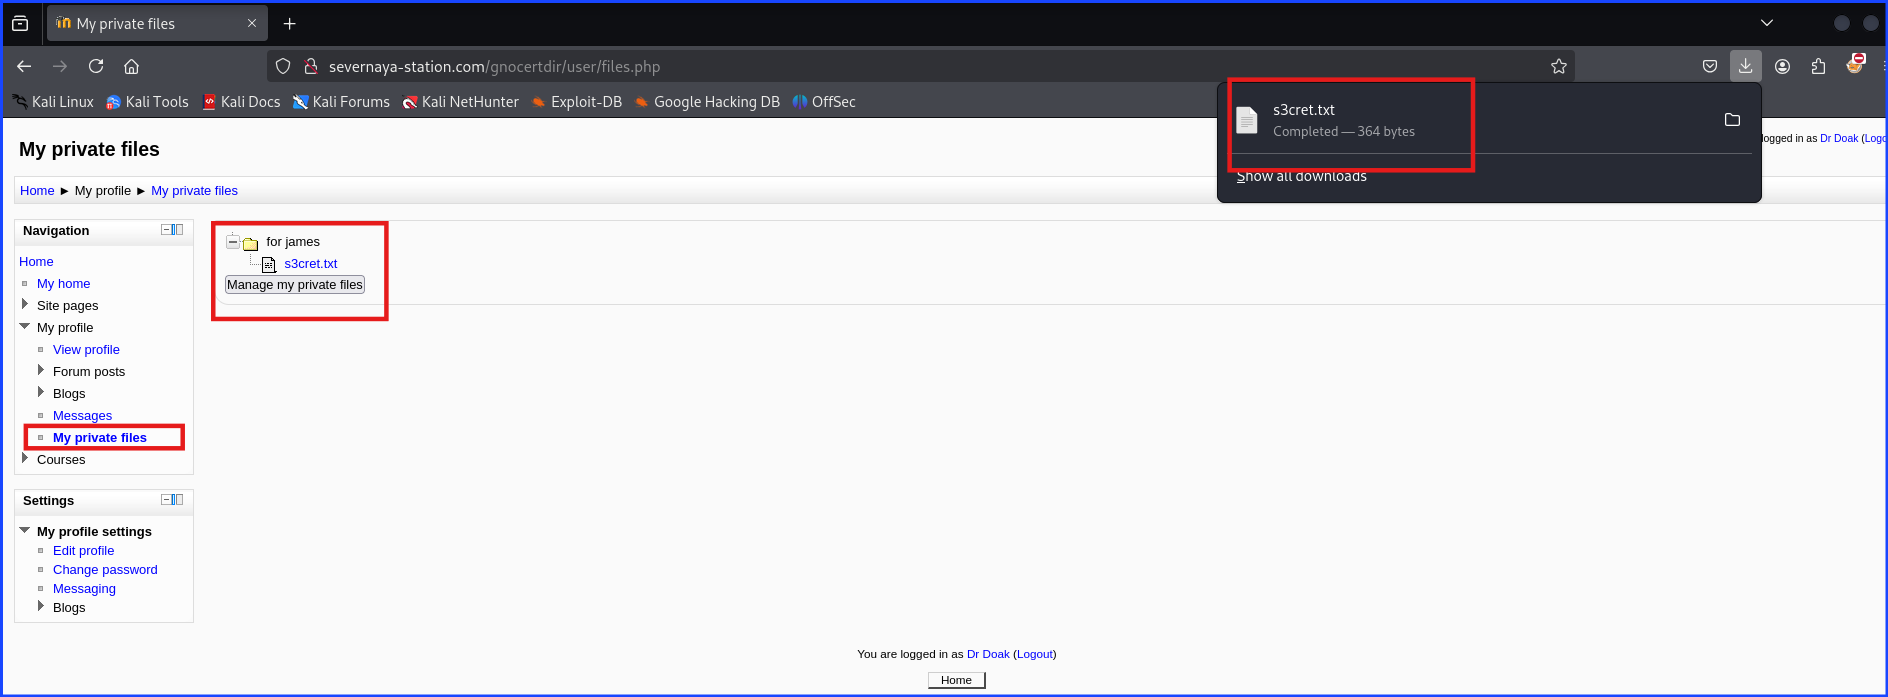 My private files
severnaya-station.com/gnocertdir/user/files.php
Kali Linux Kali Tools Kali Docs Kali Forums Kali NetHunter Exploit-DB Google Hacking DB OffSec
s3cret.txt
Completed — 364 bytes
Show all downloads
logged in as Dr Doak (Logo
My private files
Home ► My profile ► My private files
Navigation
Home
My home
Site pages
My profile
View profile
Forum posts
Blogs
Messages
My private files
Courses
for james
s3cret.txt
Manage my private files
Settings
My profile settings
Edit profile
Change password
Messaging
Blogs
You are logged in as Dr Doak (Logout)
Home